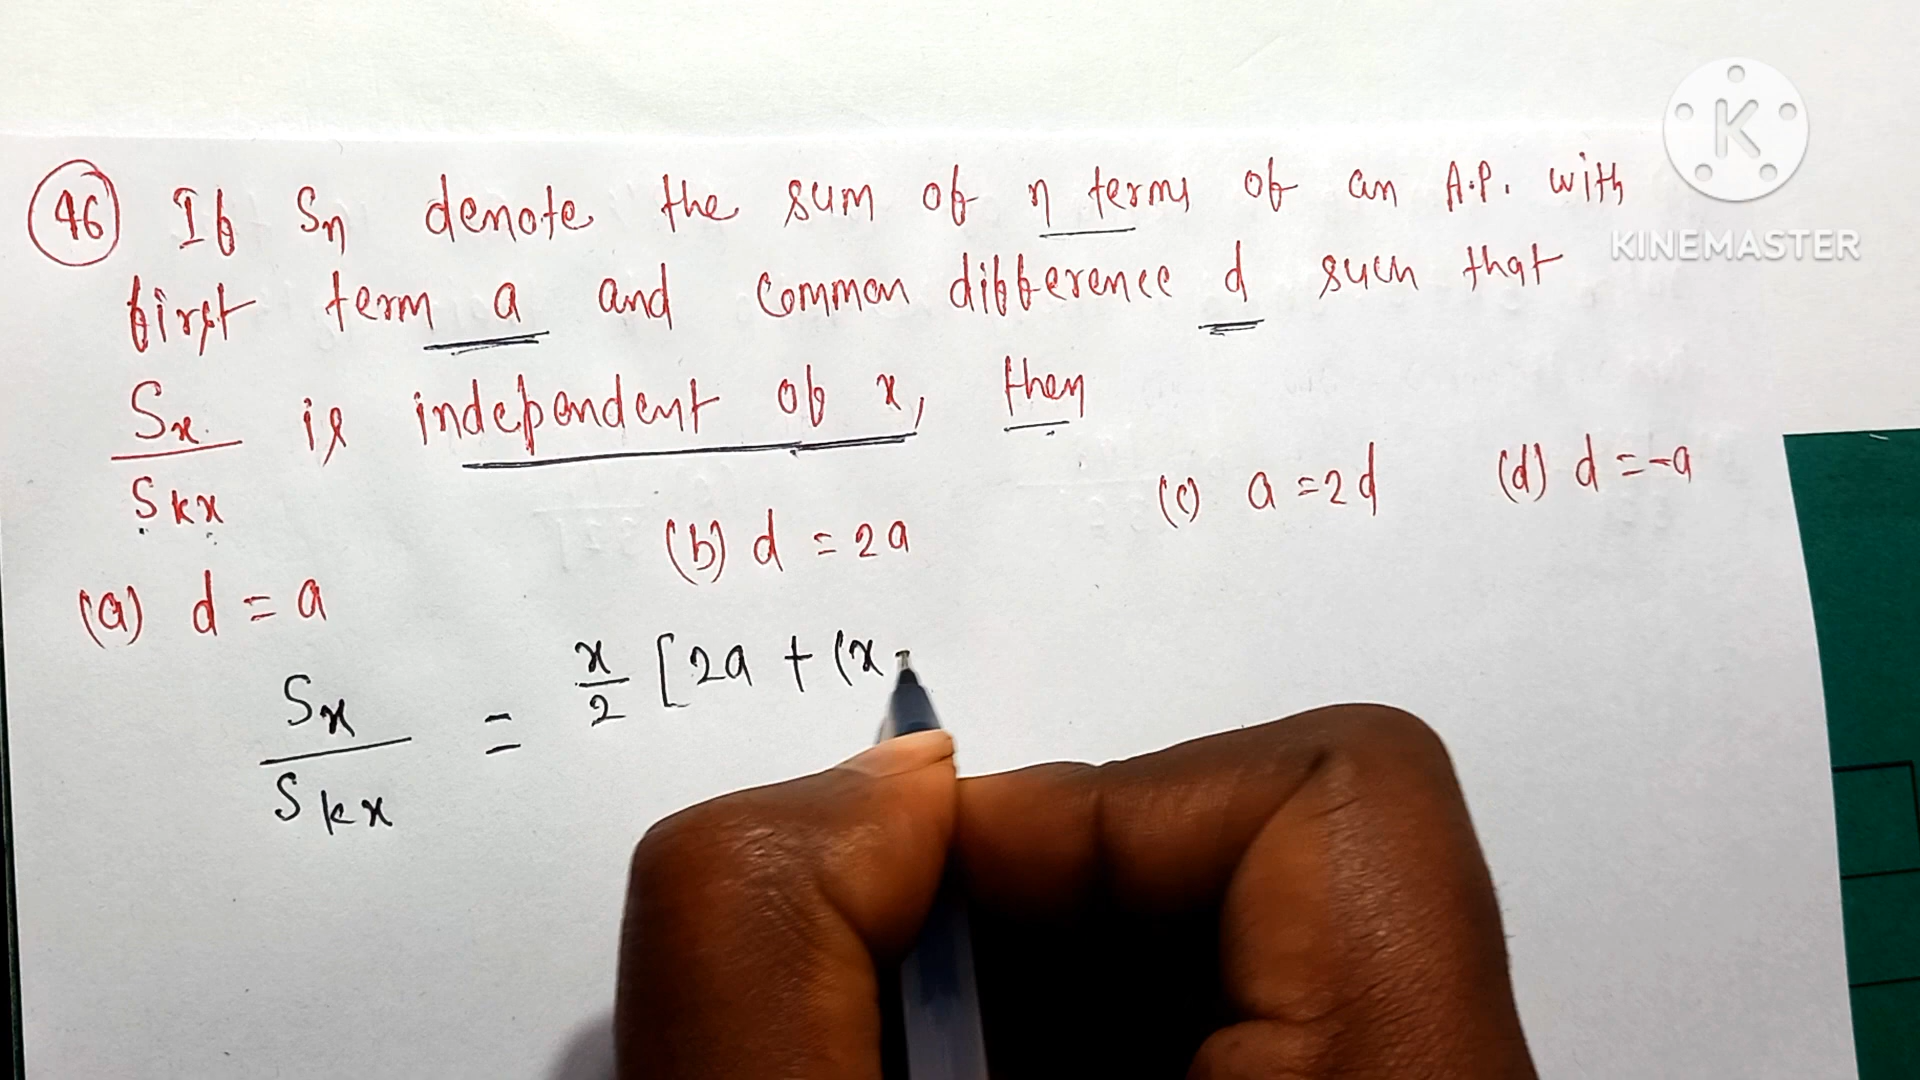 46 If Sn denote the sum of n terms of an A.P. with
first term a and common difference d such that
Sx/Skx is independent of x, then
(a) d = a (b) d = 2a (c) a = 2d (d) d = -a
Sx/Skx = x/2 [2a + (x -
K
KINEMASTER